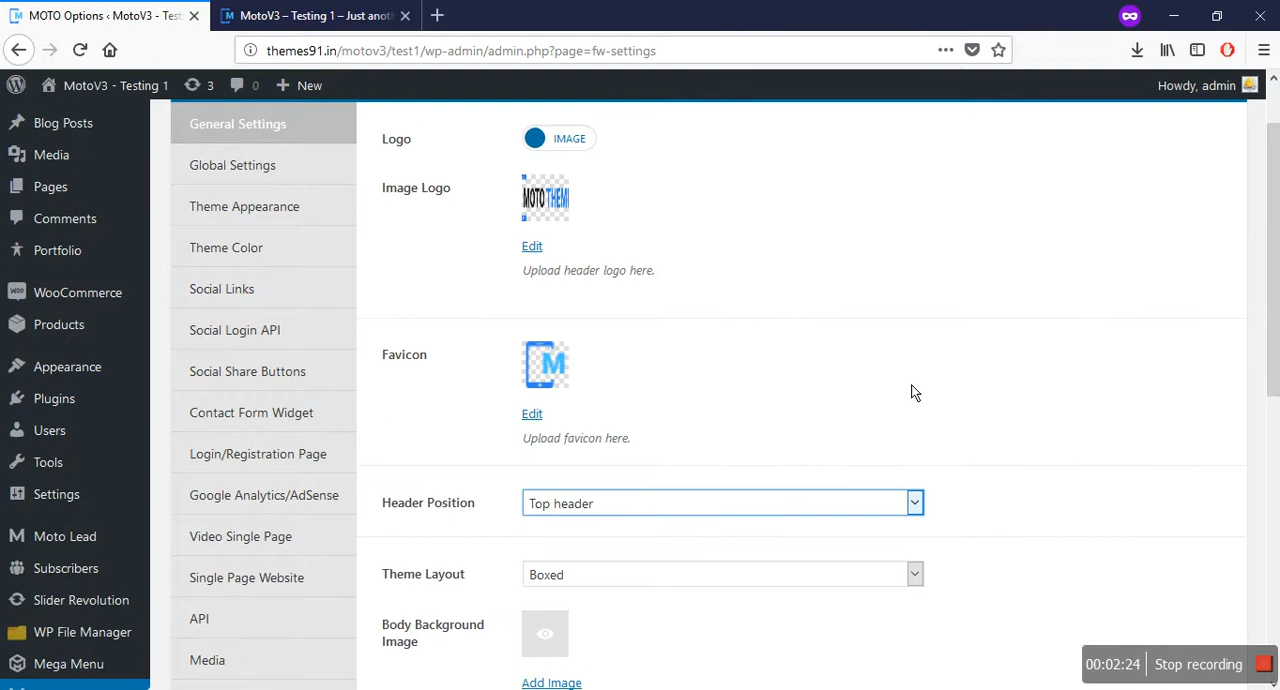 MOTO Options ‹ MotoV3 - Test
MotoV3 – Testing 1 – Just anot
themes91.in/motov3/test1/wp-admin/admin.php?page=fw-settings
MotoV3 - Testing 1
3
0
New
Howdy, admin
Blog Posts
Media
Pages
Comments
Portfolio
WooCommerce
Products
Appearance
Plugins
Users
Tools
Settings
Moto Lead
Subscribers
Slider Revolution
WP File Manager
Mega Menu
General Settings
Global Settings
Theme Appearance
Theme Color
Social Links
Social Login API
Social Share Buttons
Contact Form Widget
Login/Registration Page
Google Analytics/AdSense
Video Single Page
Single Page Website
API
Media
Logo
IMAGE
Image Logo
MOTO THEM
Edit
Upload header logo here.
Favicon
M
Edit
Upload favicon here.
Header Position
Top header
Theme Layout
Boxed
Body Background
Image
Add Image
00:02:24
Stop recording